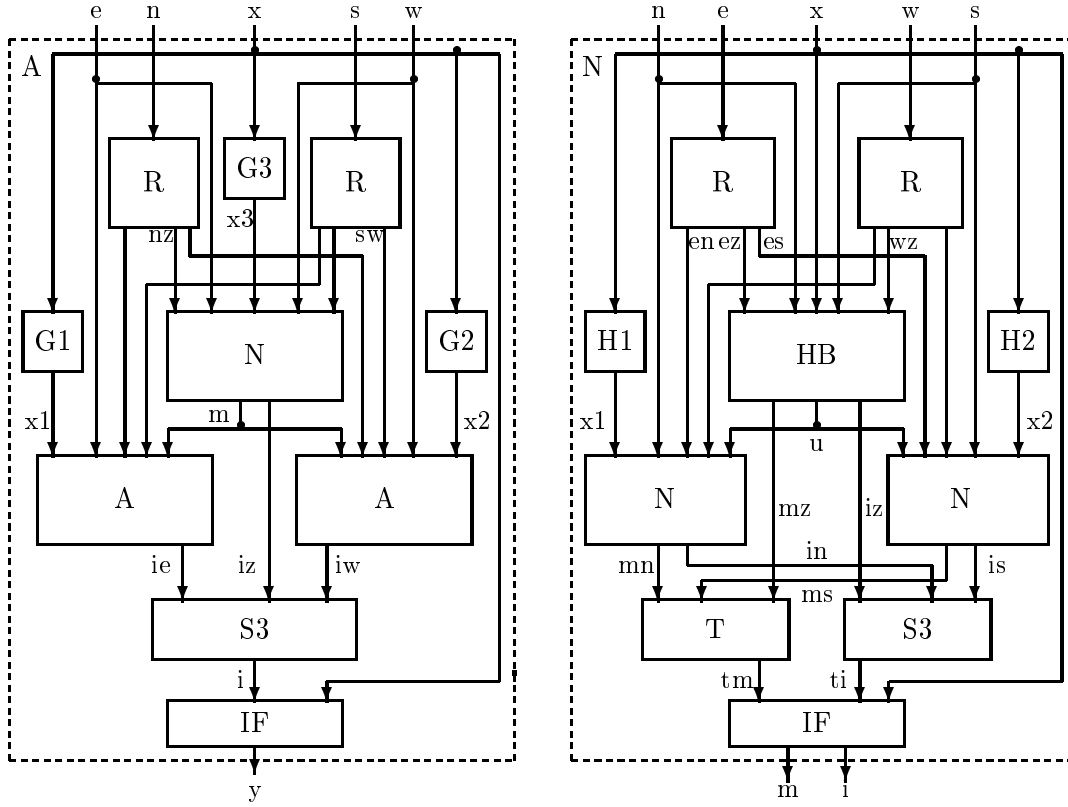 e n x s w n e x w s
A N
R G3 R R R
nz x3 sw en ez es wz
G1 N G2 H1 HB H2
x1 m x2 x1 u x2
A A N mz iz N
ie iz iw mn in is
ms
S3 T S3
i tm ti
IF IF
y m i